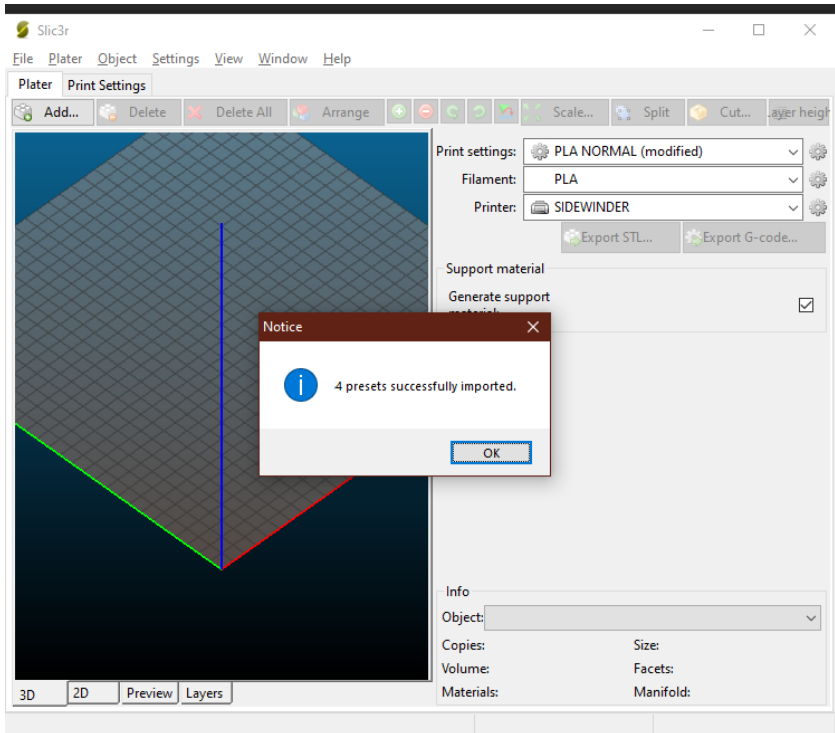 Slic3r
File Plater Object Settings View Window Help
Plater Print Settings
Add... Delete Delete All Arrange Scale... Split Cut... ayer heigh
Print settings: PLA NORMAL (modified)
Filament: PLA
Printer: SIDEWINDER
Export STL... Export G-code...
Support material
Generate support
Notice
4 presets successfully imported.
OK
Info
Object:
Copies: Size:
Volume: Facets:
Materials: Manifold:
3D 2D Preview Layers